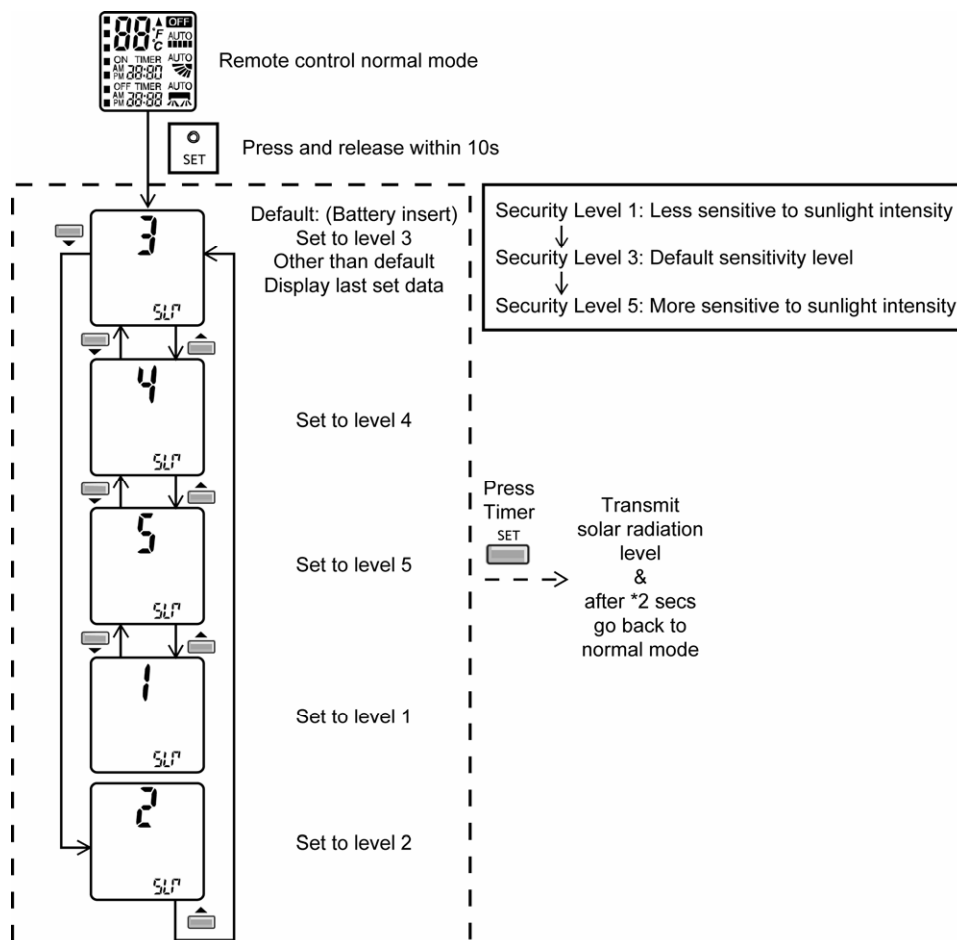 88 ▲ OFF
°F AUTO
°C
ON TIMER AUTO
AM
PM 88:88
OFF TIMER AUTO
AM
PM 88:88
Remote control normal mode
SET
Press and release within 10s
3
SLM
Default: (Battery insert)
Set to level 3
Other than default
Display last set data
Security Level 1: Less sensitive to sunlight intensity
Security Level 3: Default sensitivity level
Security Level 5: More sensitive to sunlight intensity
4
SLM
Set to level 4
5
SLM
Set to level 5
Press
Timer
SET
Transmit
solar radiation
level
&
after *2 secs
go back to
normal mode
1
SLM
Set to level 1
2
SLM
Set to level 2